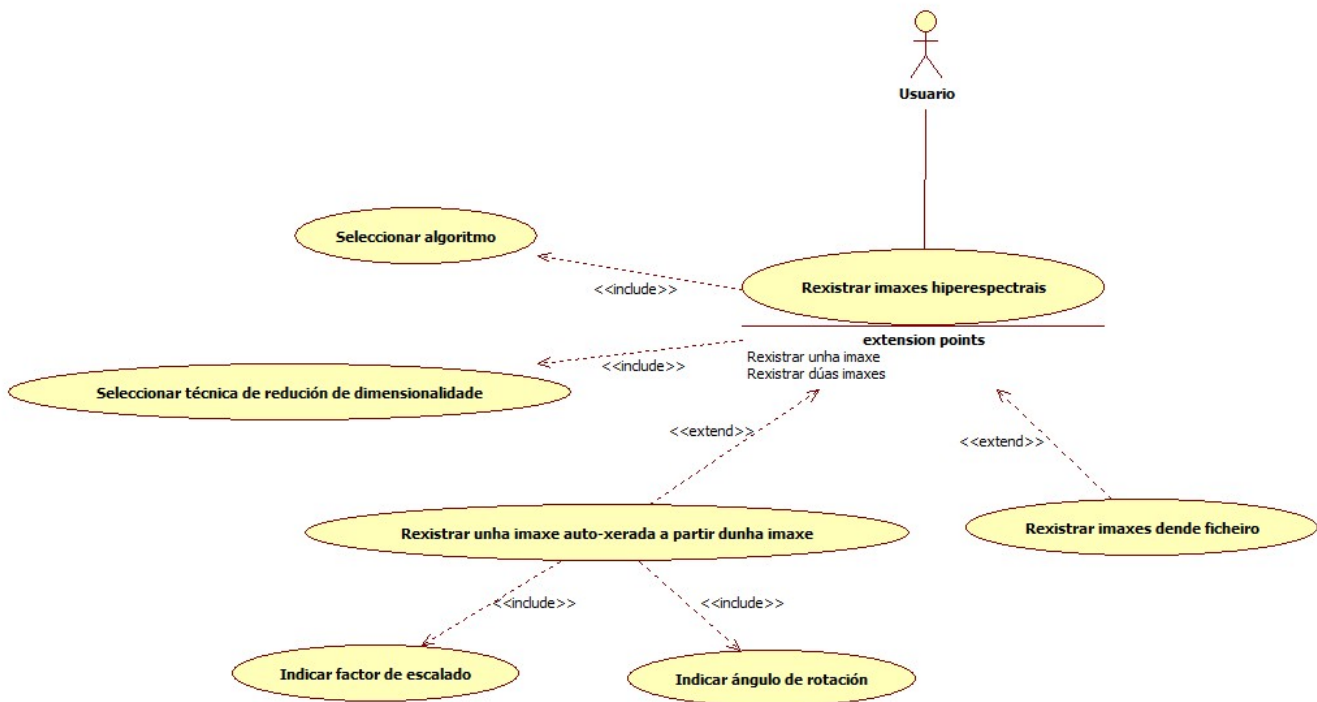 Usuario
Seleccionar algoritmo
Rexistrar imaxes hiperespectrais
<<include>>
extension points
Rexistrar unha imaxe
Rexistrar dúas imaxes
<<include>>
Seleccionar técnica de redución de dimensionalidade
<<extend>>
<<extend>>
Rexistrar unha imaxe auto-xerada a partir dunha imaxe
Rexistrar imaxes dende ficheiro
<<include>>
<<include>>
Indicar factor de escalado
Indicar ángulo de rotación